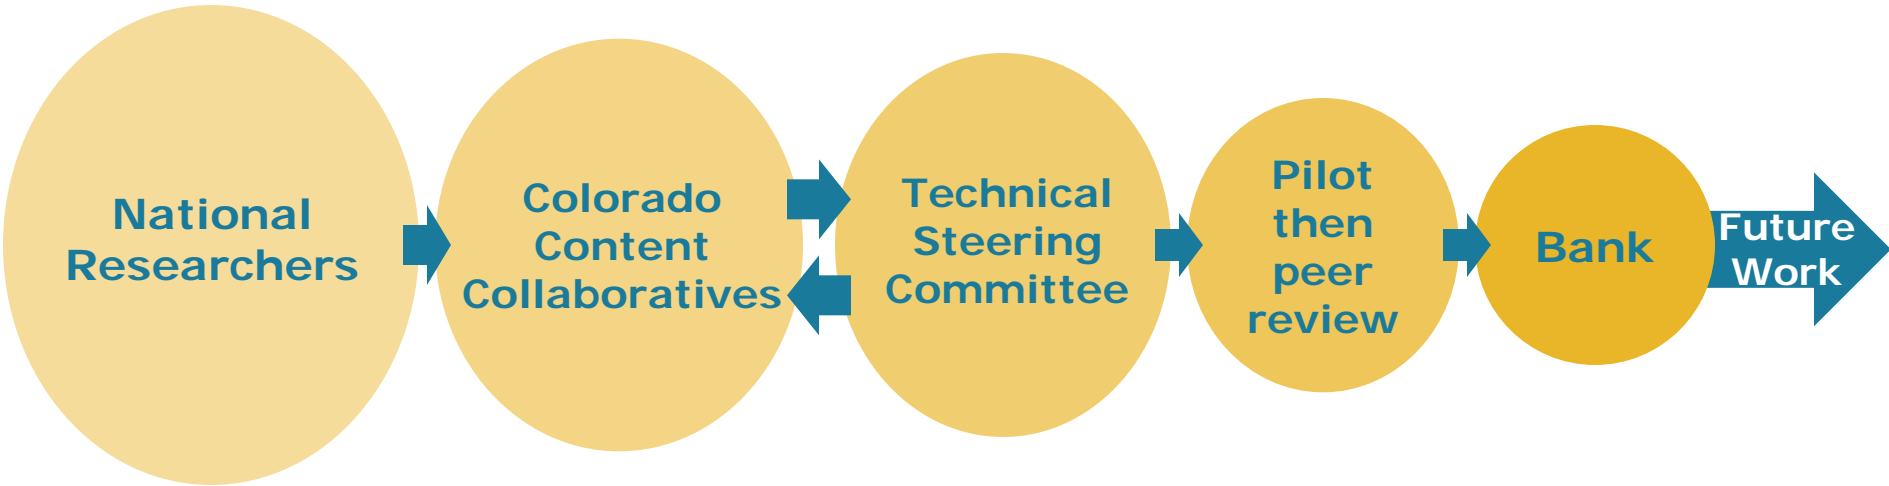 National
Researchers
Colorado
Content
Collaboratives
Technical
Steering
Committee
Pilot
then
peer
review
Bank
Future
Work